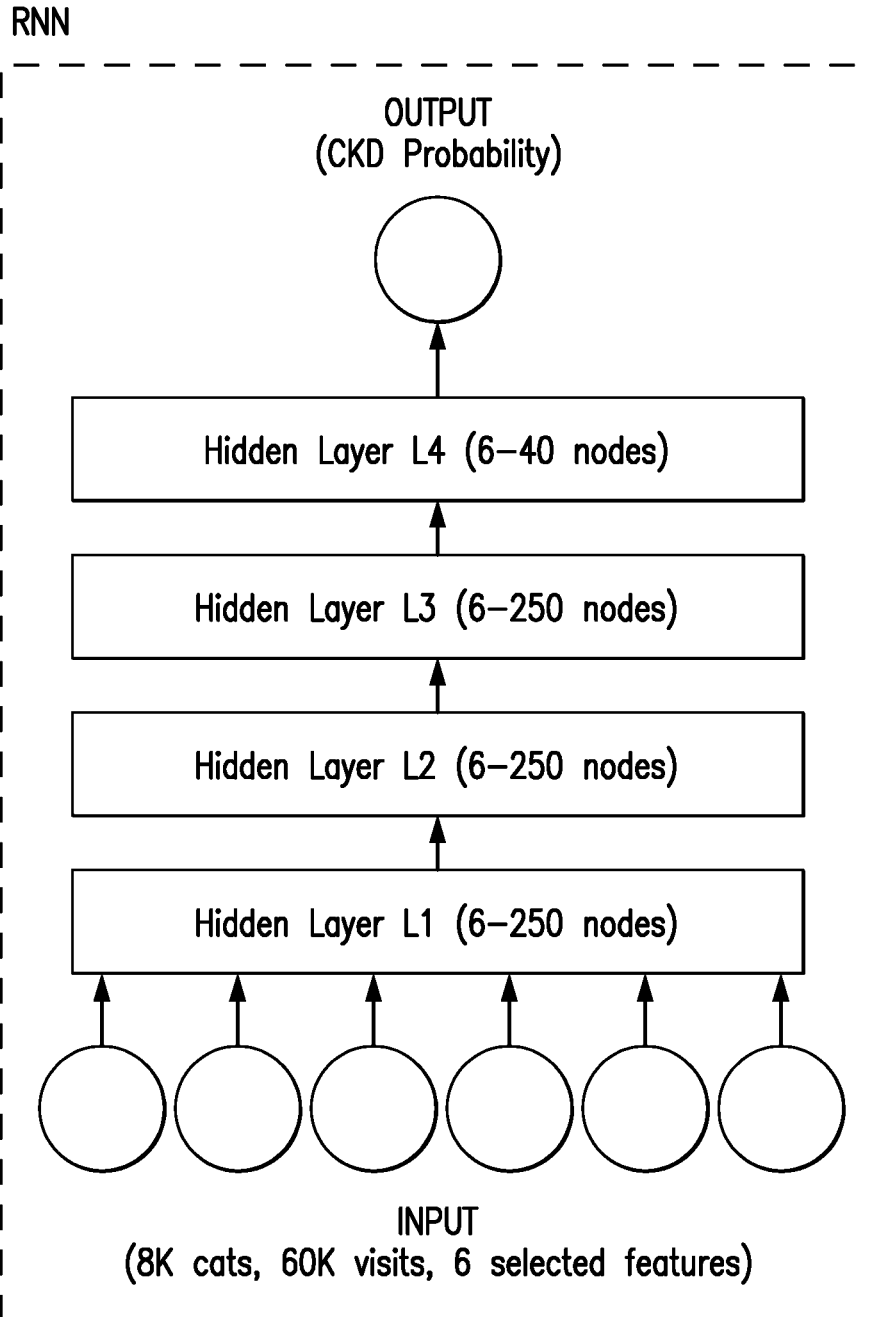 RNN
OUTPUT
(CKD Probability)
Hidden Layer L4 (6-40 nodes)
Hidden Layer L3 (6-250 nodes)
Hidden Layer L2 (6-250 nodes)
Hidden Layer L1 (6-250 nodes)
INPUT
(8K cats, 60K visits, 6 selected features)